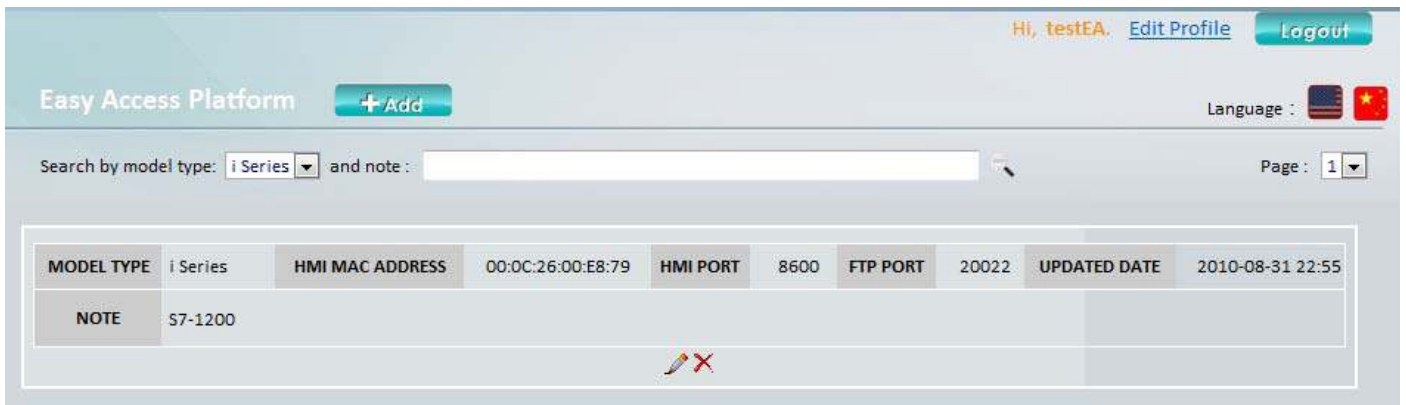 Hi, testEA. Edit Profile Logout
Easy Access Platform +Add Language :
Search by model type: i Series and note : Page : 1
MODEL TYPE i Series HMI MAC ADDRESS 00:0C:26:00:E8:79 HMI PORT 8600 FTP PORT 20022 UPDATED DATE 2010-08-31 22:55
NOTE S7-1200